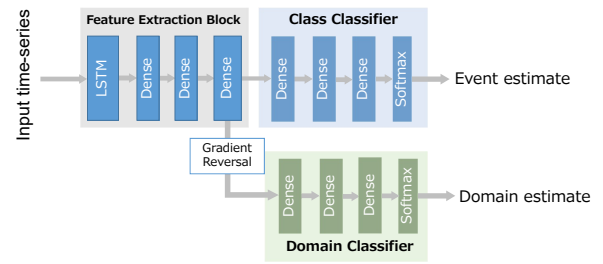 Feature Extraction Block
Class Classifier
Input time-series
LSTM
Dense
Dense
Dense
Dense
Dense
Dense
Softmax
Event estimate
Gradient
Reversal
Dense
Dense
Dense
Softmax
Domain estimate
Domain Classifier